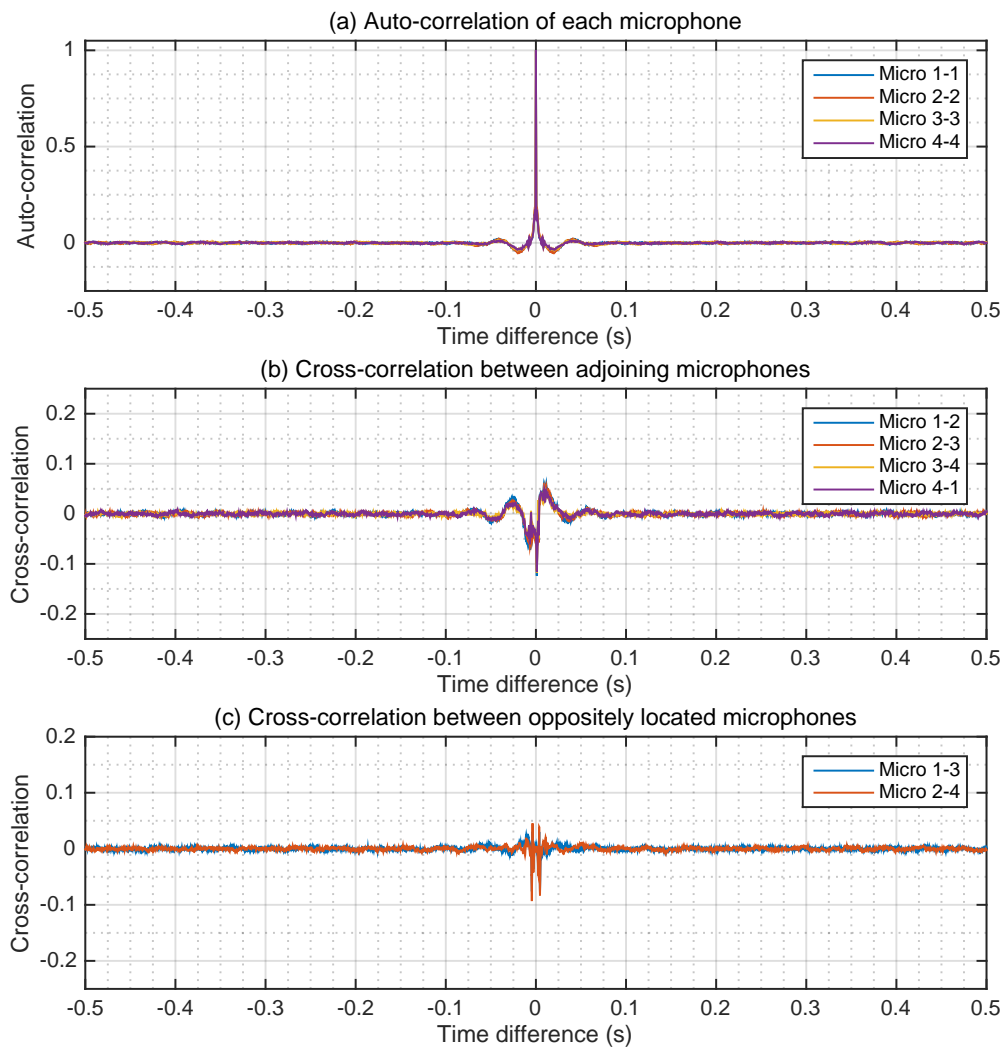 (a) Auto-correlation of each microphone
1
0.5
0
Auto-correlation
Micro 1-1
Micro 2-2
Micro 3-3
Micro 4-4
-0.5 -0.4 -0.3 -0.2 -0.1 0 0.1 0.2 0.3 0.4 0.5
Time difference (s)
(b) Cross-correlation between adjoining microphones
0.2
0.1
0
-0.1
-0.2
Cross-correlation
Micro 1-2
Micro 2-3
Micro 3-4
Micro 4-1
-0.5 -0.4 -0.3 -0.2 -0.1 0 0.1 0.2 0.3 0.4 0.5
Time difference (s)
(c) Cross-correlation between oppositely located microphones
0.2
0.1
0
-0.1
-0.2
Cross-correlation
Micro 1-3
Micro 2-4
-0.5 -0.4 -0.3 -0.2 -0.1 0 0.1 0.2 0.3 0.4 0.5
Time difference (s)